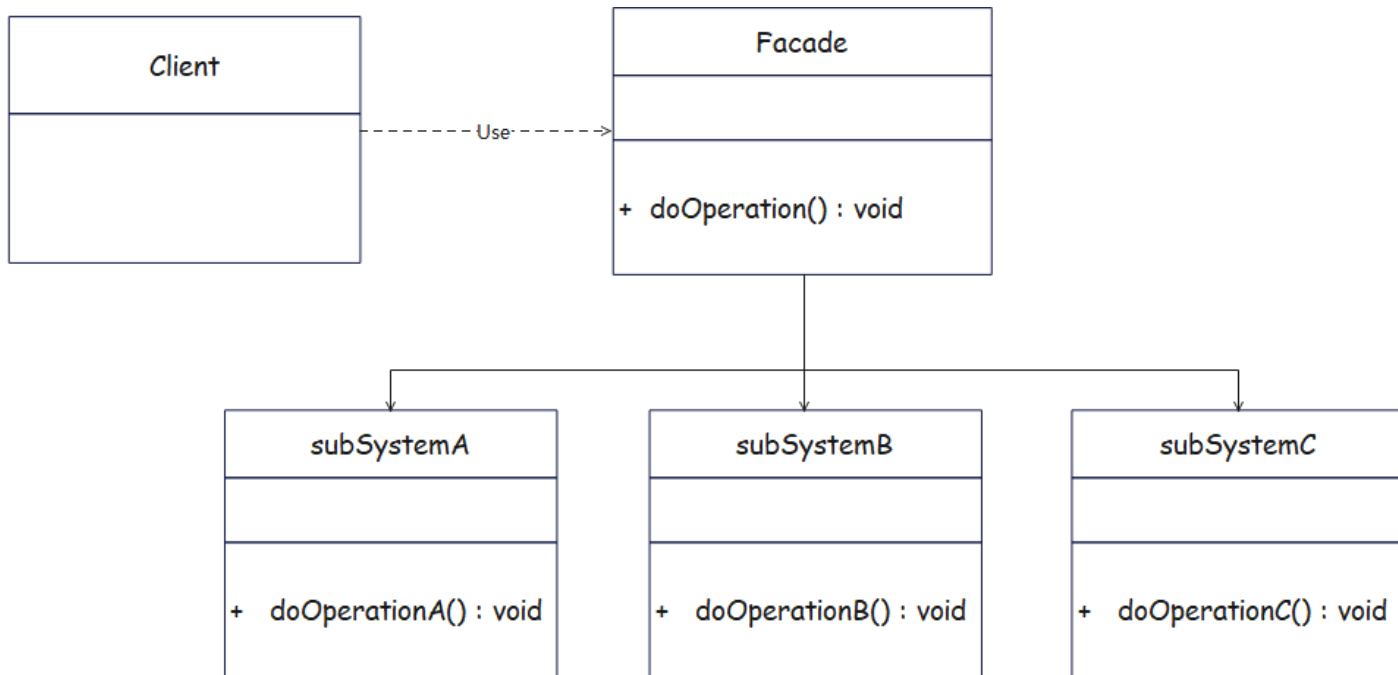 Client
Facade
Use
+ doOperation() : void
subSystemA
subSystemB
subSystemC
+ doOperationA() : void
+ doOperationB() : void
+ doOperationC() : void